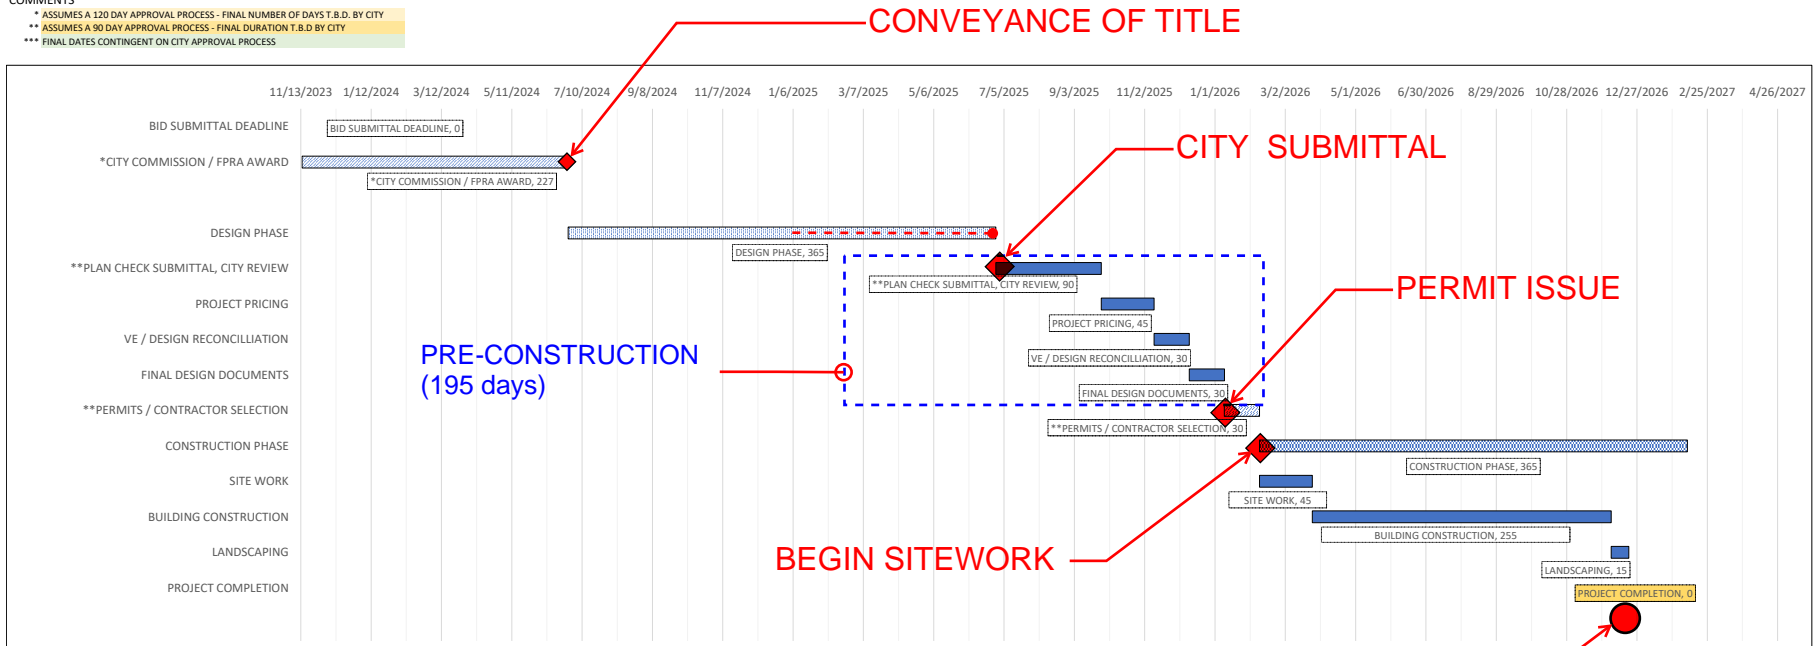 COMMENTS
* ASSUMES A 120 DAY APPROVAL PROCESS - FINAL NUMBER OF DAYS T.B.D. BY CITY
** ASSUMES A 90 DAY APPROVAL PROCESS - FINAL DURATION T.B.D BY CITY
*** FINAL DATES CONTINGENT ON CITY APPROVAL PROCESS
CONVEYANCE OF TITLE
11/13/2023 1/12/2024 3/12/2024 5/11/2024 7/10/2024 9/8/2024 11/7/2024 1/6/2025 3/7/2025 5/6/2025 7/5/2025 9/3/2025 11/2/2025 1/1/2026 3/2/2026 5/1/2026 6/30/2026 8/29/2026 10/28/2026 12/27/2026 2/25/2027 4/26/2027
BID SUBMITTAL DEADLINE
BID SUBMITTAL DEADLINE, 0
CITY SUBMITTAL
*CITY COMMISSION / FPRA AWARD
*CITY COMMISSION / FPRA AWARD, 227
DESIGN PHASE
DESIGN PHASE, 365
**PLAN CHECK SUBMITTAL, CITY REVIEW
**PLAN CHECK SUBMITTAL, CITY REVIEW, 90
PERMIT ISSUE
PROJECT PRICING
PROJECT PRICING, 45
VE / DESIGN RECONCILLIATION
VE / DESIGN RECONCILLIATION, 30
PRE-CONSTRUCTION
(195 days)
FINAL DESIGN DOCUMENTS
FINAL DESIGN DOCUMENTS, 30
**PERMITS / CONTRACTOR SELECTION
**PERMITS / CONTRACTOR SELECTION, 30
CONSTRUCTION PHASE
CONSTRUCTION PHASE, 365
SITE WORK
SITE WORK, 45
BUILDING CONSTRUCTION
BUILDING CONSTRUCTION, 255
BEGIN SITEWORK
LANDSCAPING
LANDSCAPING, 15
PROJECT COMPLETION
PROJECT COMPLETION, 0